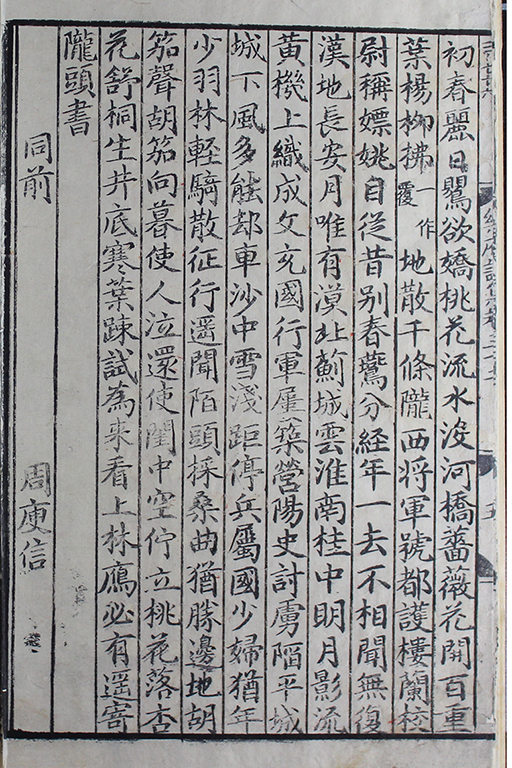 初春麗日鸎欲嬌桃花流水沒河橋薔薇花開百重
葉楊柳拂一作覆地散千條隴西將軍號都護樓蘭校
尉稱嫖姚自從昔別春鷰分経年一去不相聞無復
漢地長安月唯有漠北薊城雲淮南桂中明月影流
黃機上織成文充國行軍屢築營陽史討虜陷平城
城下風多能却車沙中雪淺距停兵屬國少婦猶年
少羽林輕騎散征行遥聞陌頭採桑曲猶勝邊地胡
笳聲胡笳向暮使人泣還使閨中空佇立桃花落杏
花舒桐生井底寒葉踈試為來看上林鴈必有遥寄
隴頭書
同前 周庾信